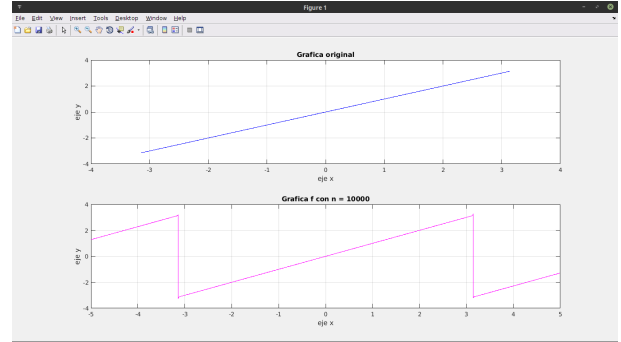 Figure 1
File Edit View Insert Tools Desktop Window Help
Grafica original
4
2
0
-2
-4
eje y
-4 -3 -2 -1 0 1 2 3 4
eje x
Grafica f con n = 10000
4
2
0
-2
-4
eje y
-5 -4 -3 -2 -1 0 1 2 3 4 5
eje x